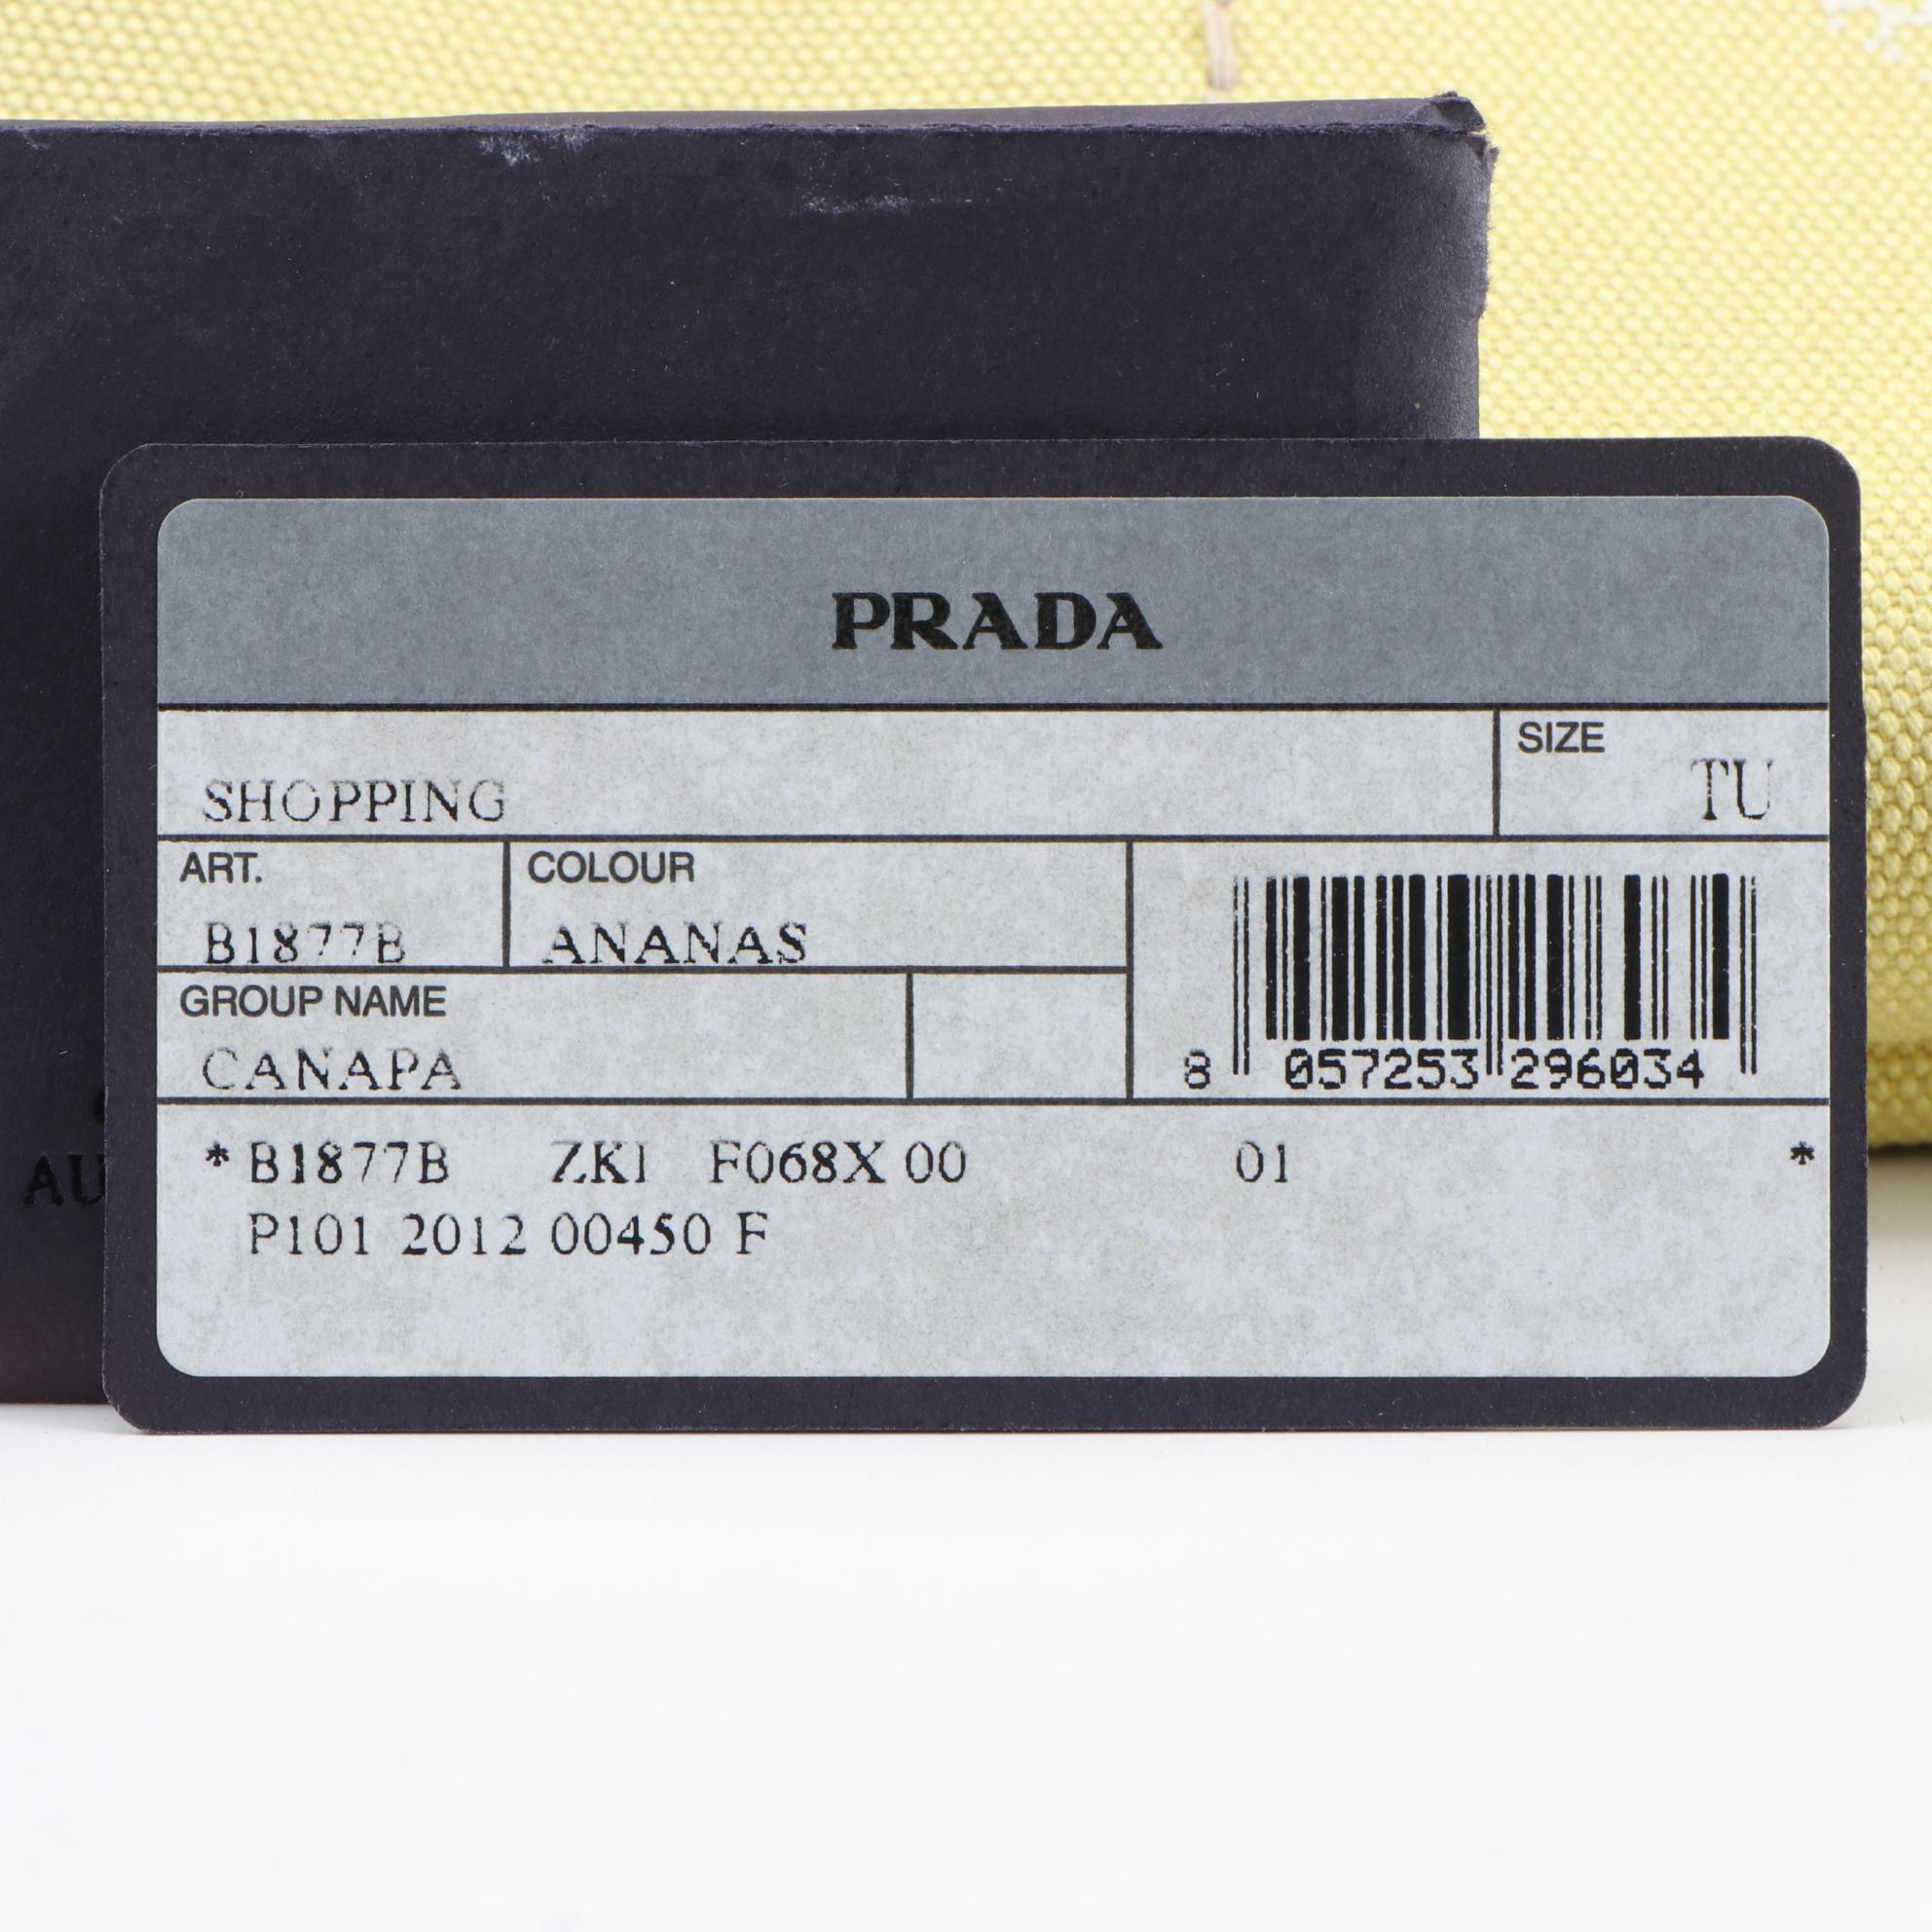 PRADA
SHOPPING
SIZE
TU
ART.
B1877B
COLOUR
ANANAS
GROUP NAME
CANAPA
8 057253 296034
* B1877B ZKI F068X 00 01 *
P101 2012 00450 F
AU